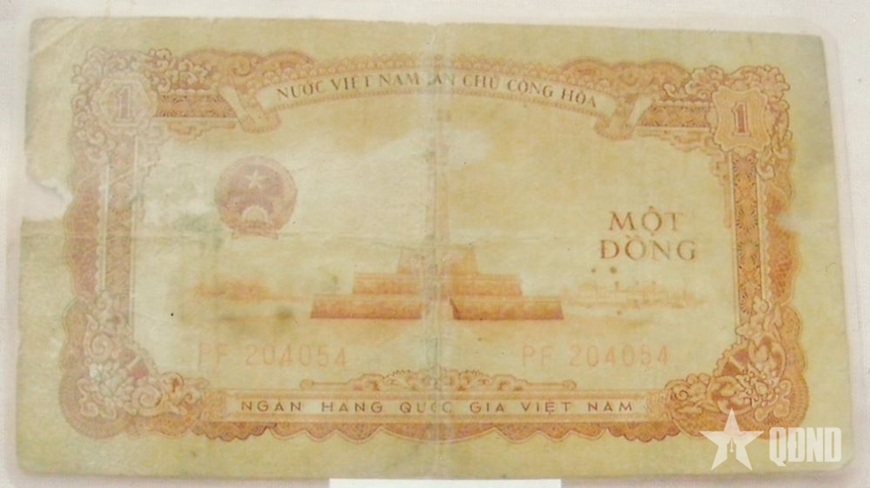 NƯỚC VIỆT NAM DÂN CHỦ CỘNG HÒA
1
1
MỘT
ĐỒNG
PF 204054
PF 204054
NGÂN HÀNG QUỐC GIA VIỆT NAM
QĐND